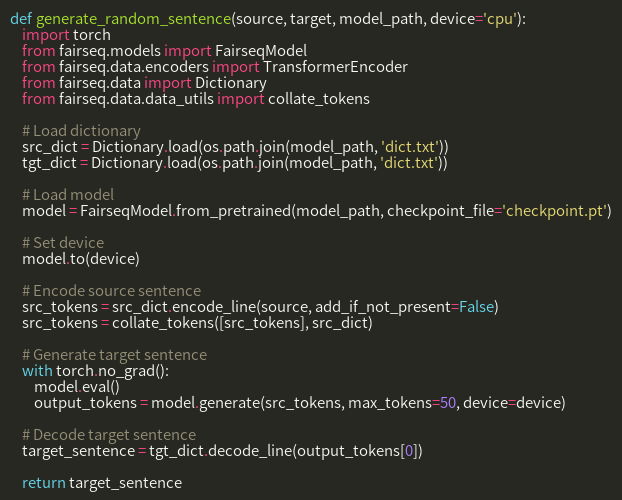 def generate_random_sentence(source, target, model_path, device='cpu'):
    import torch
    from fairseq.models import FairseqModel
    from fairseq.data.encoders import TransformerEncoder
    from fairseq.data import Dictionary
    from fairseq.data.data_utils import collate_tokens

    # Load dictionary
    src_dict = Dictionary.load(os.path.join(model_path, 'dict.txt'))
    tgt_dict = Dictionary.load(os.path.join(model_path, 'dict.txt'))

    # Load model
    model = FairseqModel.from_pretrained(model_path, checkpoint_file='checkpoint.pt')

    # Set device
    model.to(device)

    # Encode source sentence
    src_tokens = src_dict.encode_line(source, add_if_not_present=False)
    src_tokens = collate_tokens([src_tokens], src_dict)

    # Generate target sentence
    with torch.no_grad():
        model.eval()
        output_tokens = model.generate(src_tokens, max_tokens=50, device=device)

    # Decode target sentence
    target_sentence = tgt_dict.decode_line(output_tokens[0])

    return target_sentence